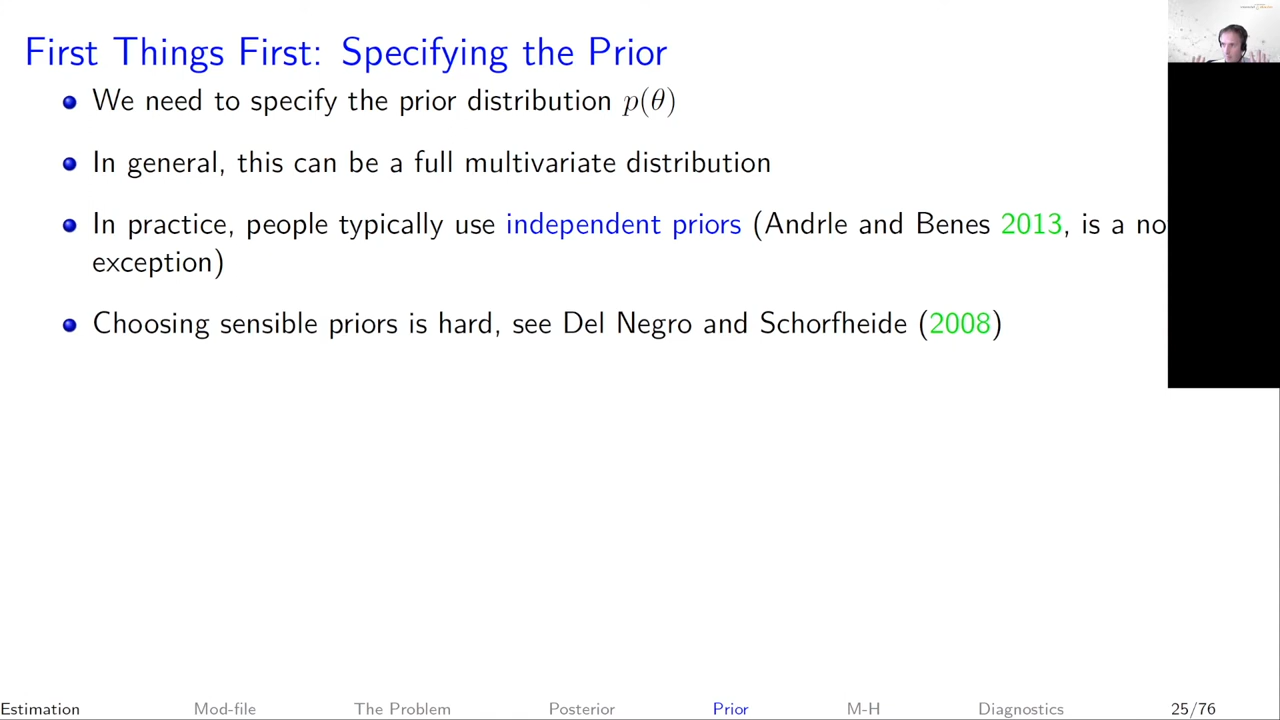 First Things First: Specifying the Prior
We need to specify the prior distribution p(θ)
In general, this can be a full multivariate distribution
In practice, people typically use independent priors (Andrle and Benes 2013, is a no
exception)
Choosing sensible priors is hard, see Del Negro and Schorfheide (2008)
Estimation Mod-file The Problem Posterior Prior M-H Diagnostics 25/76